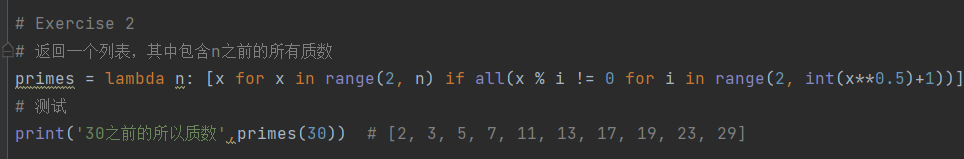 # Exercise 2
# 返回一个列表，其中包含n之前的所有质数
primes = lambda n: [x for x in range(2, n) if all(x % i != 0 for i in range(2, int(x**0.5)+1))]
# 测试
print('30之前的所以质数',primes(30))  # [2, 3, 5, 7, 11, 13, 17, 19, 23, 29]